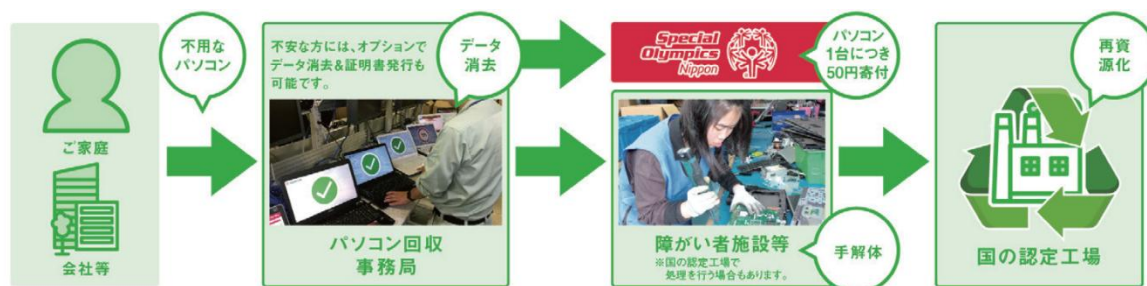 ご家庭
会社等
不用な
パソコン
不安な方には、オプションで
データ消去&証明書発行も
可能です。
データ
消去
パソコン回収
事務局
Special
Olympics
Nippon
パソコン
1台につき
50円寄付
障がい者施設等
※国の認定工場で
処理を行う場合もあります。
手解体
再資
源化
国の認定工場